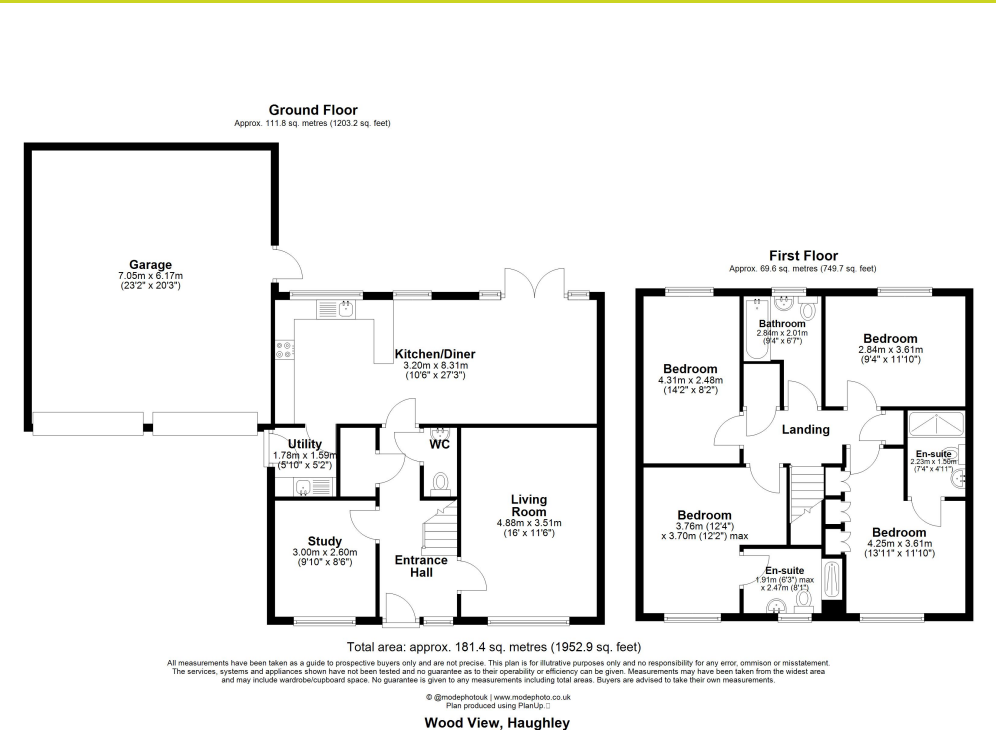 Ground Floor
Approx. 111.8 sq. metres (1203.2 sq. feet)
Garage
7.05m x 6.17m
(23'2" x 20'3")
Kitchen/Diner
3.20m x 8.31m
(10'6" x 27'3")
Utility
1.78m x 1.59m
(5'10" x 5'2")
WC
Living
Room
4.88m x 3.51m
(16' x 11'6")
Study
3.00m x 2.60m
(9'10" x 8'6")
Entrance
Hall
First Floor
Approx. 69.6 sq. metres (749.7 sq. feet)
Bathroom
2.84m x 2.01m
(9'4" x 6'7")
Bedroom
2.84m x 3.61m
(9'4" x 11'10")
Bedroom
4.31m x 2.48m
(14'2" x 8'2")
Landing
En-suite
2.23m x 1.50m
(7'4" x 4'11")
Bedroom
3.76m (12'4")
x 3.70m (12'2") max
Bedroom
4.25m x 3.61m
(13'11" x 11'10")
En-suite
1.91m (6'3") max
x 2.47m (8'1")
Total area: approx. 181.4 sq. metres (1952.9 sq. feet)
All measurements have been taken as a guide to prospective buyers only and are not precise. This plan is for illutrative purposes only and no responsibility for any error, ommison or misstatement.
The services, systems and appliances shown have not been tested and no guarantee as to their operability or efficiency can be given. Measurements may have been taken from the widest area
and may include wardrobe/cupboard space. No guarantee is given to any measurements including total areas. Buyers are advised to take their own measurements.
© @modephotouk | www.modephoto.co.uk
Plan produced using PlanUp.
Wood View, Haughley